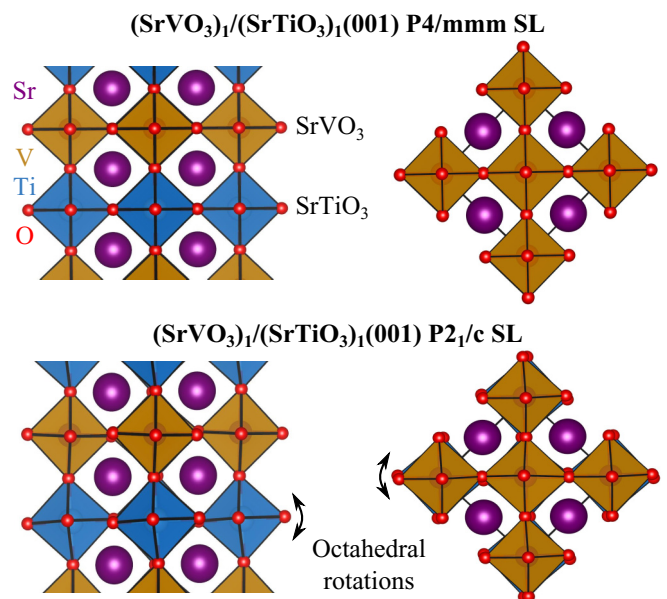 (SrVO₃)₁/(SrTiO₃)₁(001) P4/mmm SL
Sr
V
Ti
O
SrVO₃
SrTiO₃
(SrVO₃)₁/(SrTiO₃)₁(001) P2₁/c SL
Octahedral
rotations